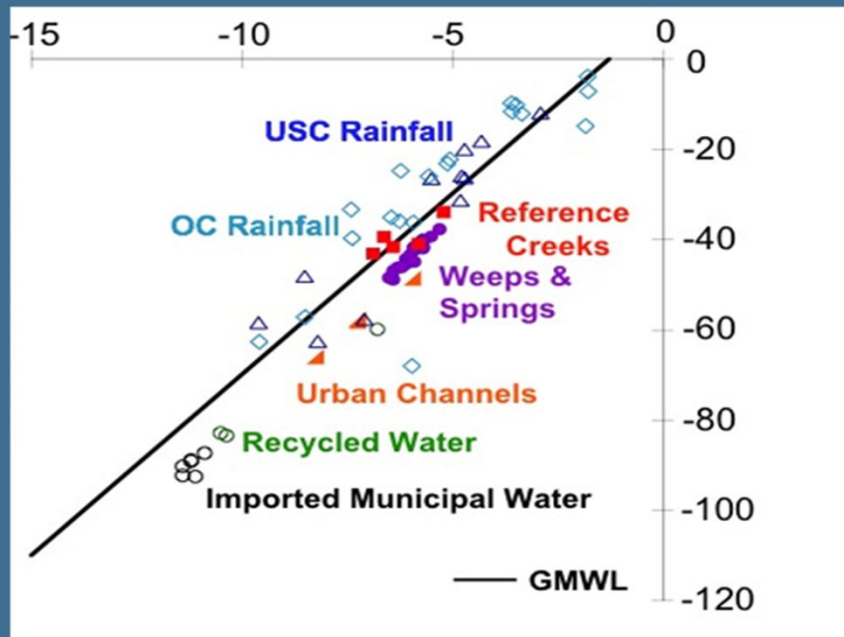 -15 -10 -5 0
0
USC Rainfall
-20
OC Rainfall
Reference
Creeks
-40
Weeps &
Springs
-60
Urban Channels
-80
Recycled Water
Imported Municipal Water
-100
GMWL
-120